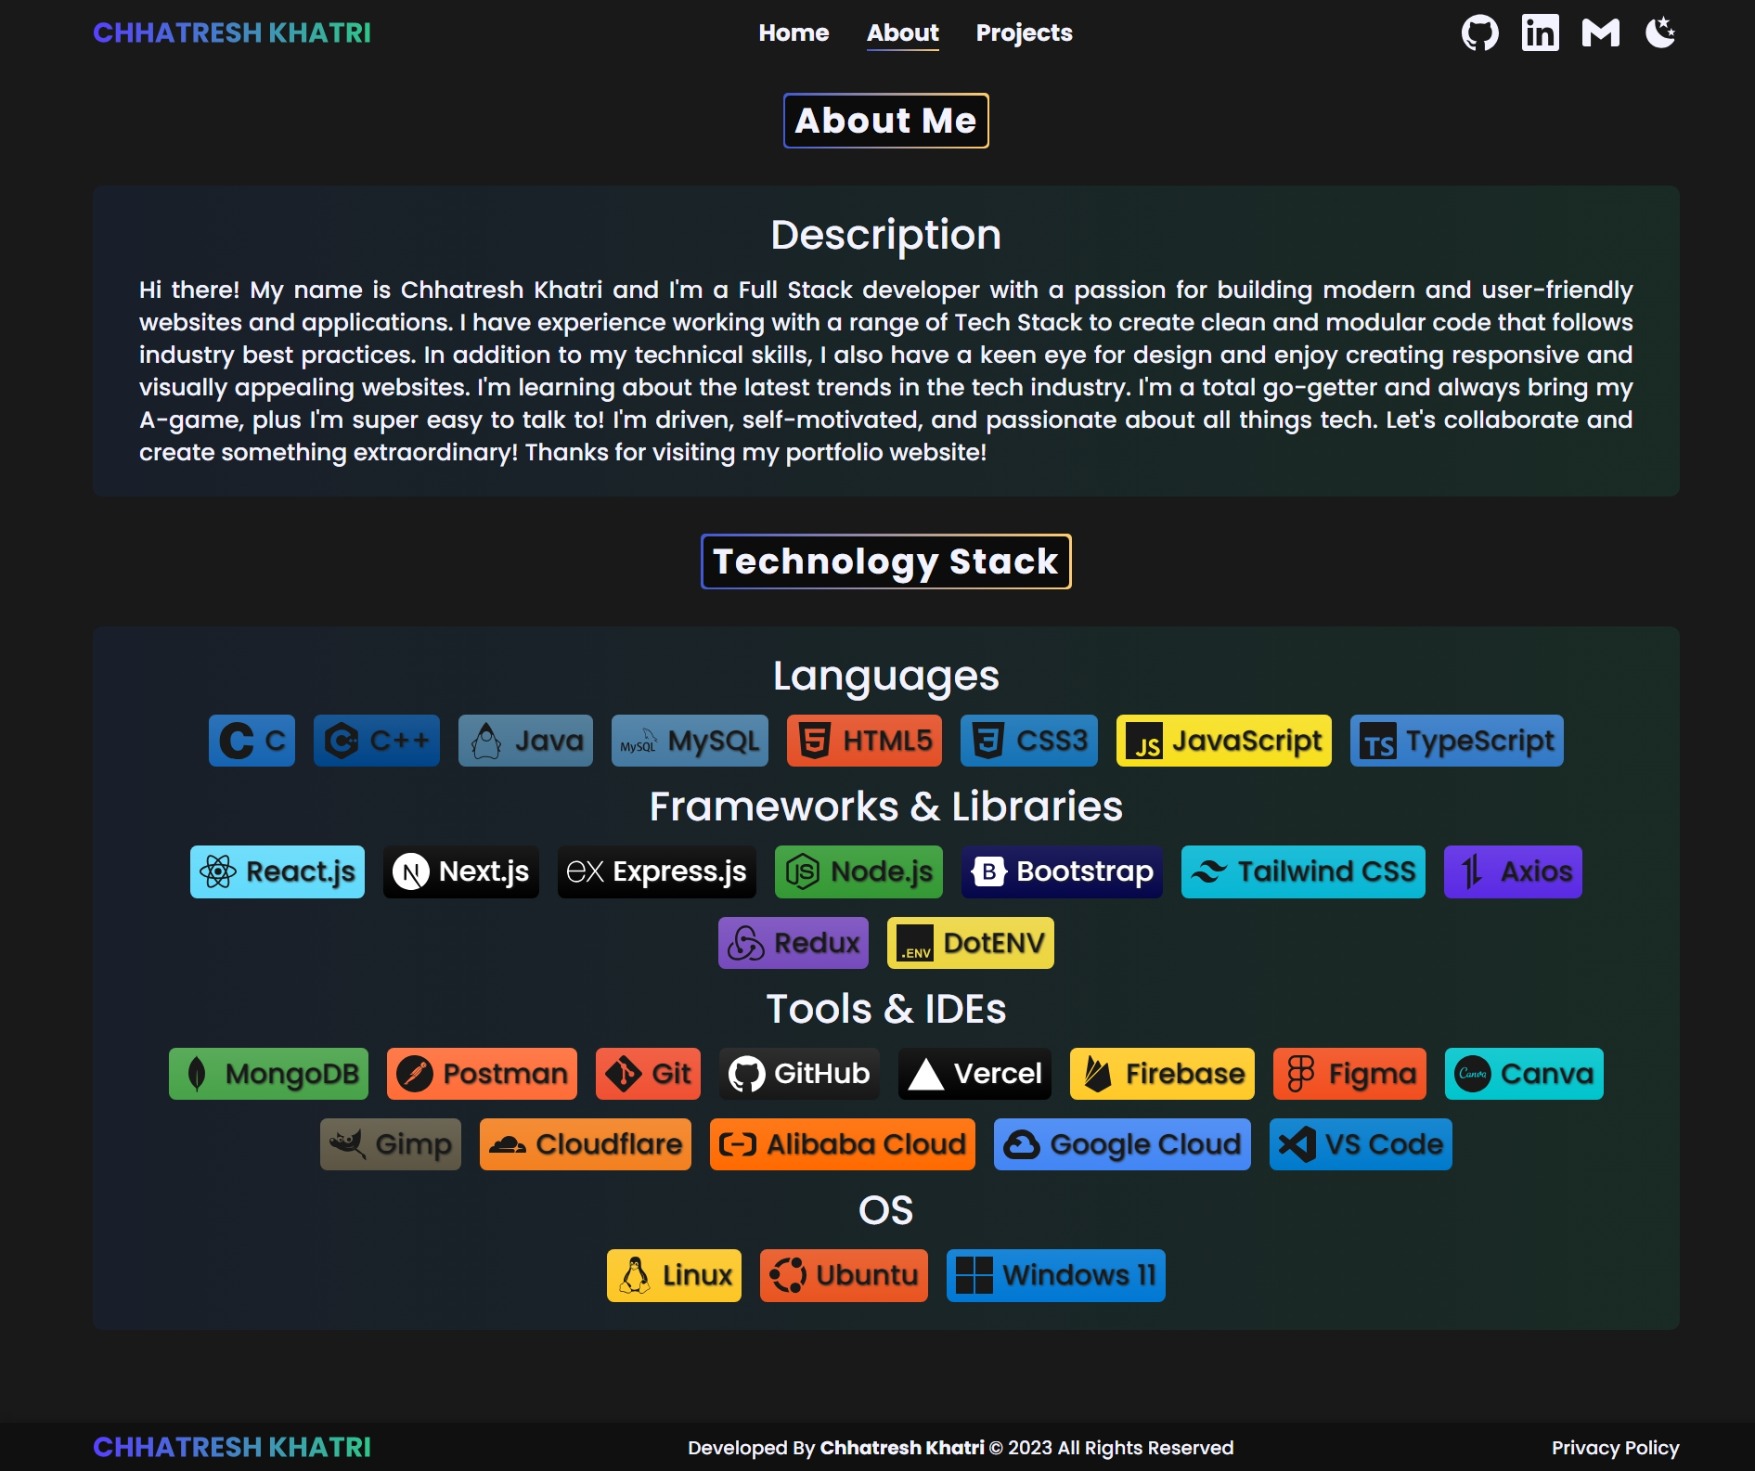 CHHATRESH KHATRI
Home About Projects
About Me
Description
Hi there! My name is Chhatresh Khatri and I'm a Full Stack developer with a passion for building modern and user-friendly
websites and applications. I have experience working with a range of Tech Stack to create clean and modular code that follows
industry best practices. In addition to my technical skills, I also have a keen eye for design and enjoy creating responsive and
visually appealing websites. I'm learning about the latest trends in the tech industry. I'm a total go-getter and always bring my
A-game, plus I'm super easy to talk to! I'm driven, self-motivated, and passionate about all things tech. Let's collaborate and
create something extraordinary! Thanks for visiting my portfolio website!
Technology Stack
Languages
C C++ Java MySQL MySQL HTML5 CSS3 JS JavaScript TS TypeScript
Frameworks & Libraries
React.js N Next.js ex Express.js JS Node.js B Bootstrap Tailwind CSS Axios
Redux .ENV DotENV
Tools & IDEs
MongoDB Postman Git GitHub Vercel Firebase Figma Canva Canva
Gimp Cloudflare Alibaba Cloud Google Cloud VS Code
OS
Linux Ubuntu Windows 11
CHHATRESH KHATRI Developed By Chhatresh Khatri © 2023 All Rights Reserved Privacy Policy